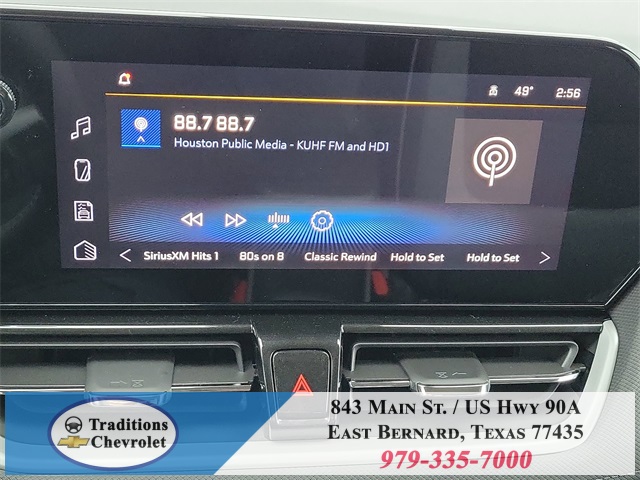 49° 2:56
88.7 88.7
Houston Public Media - KUHF FM and HD1
SiriusXM Hits 1 80s on 8 Classic Rewind Hold to Set Hold to Set
Traditions
Chevrolet
843 Main St. / US Hwy 90A
East Bernard, Texas 77435
979-335-7000